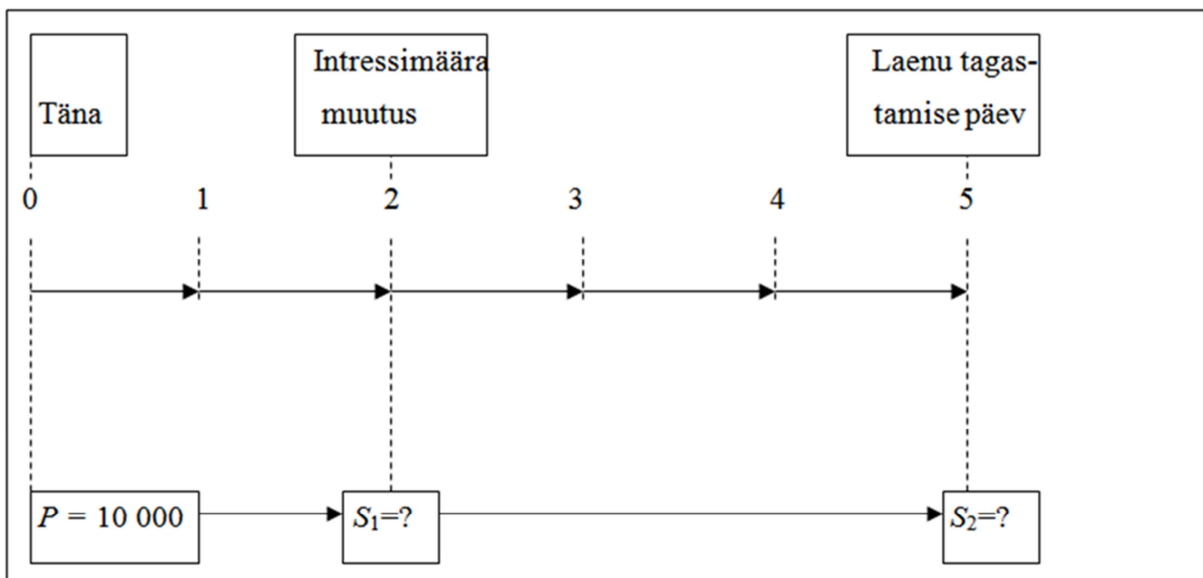 Täna
Intressimäära
muutus
Laenu tagas-
tamise päev
0 1 2 3 4 5
P = 10 000
S₁=?
S₂=?